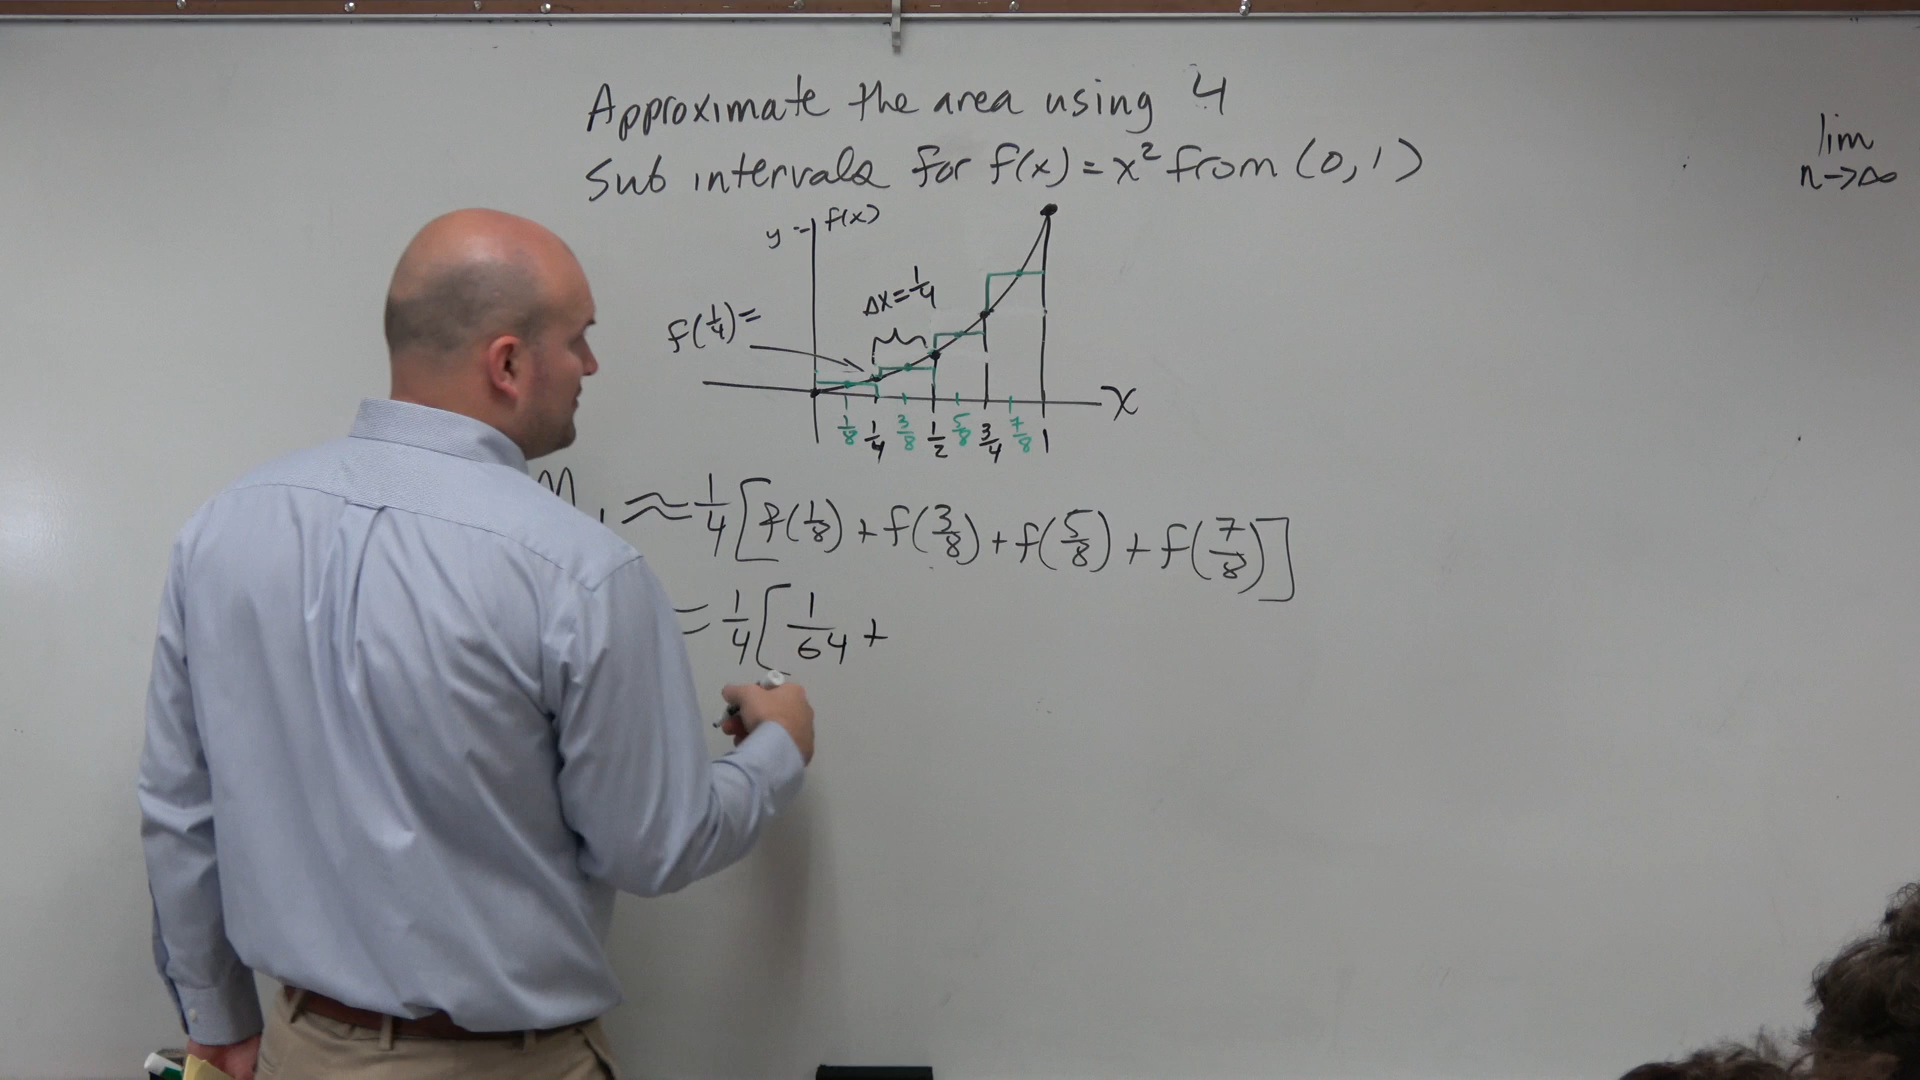 Approximate the area using 4
Sub intervals for f(x) = x² from (0, 1)
lim
n→∞
y = f(x)
Δx = 1/4
f(1/4) =
x
1/8 1/4 3/8 1/2 5/8 3/4 7/8 1
M ≈ 1/4 [f(1/8) + f(3/8) + f(5/8) + f(7/8)]
= 1/4 [1/64 +